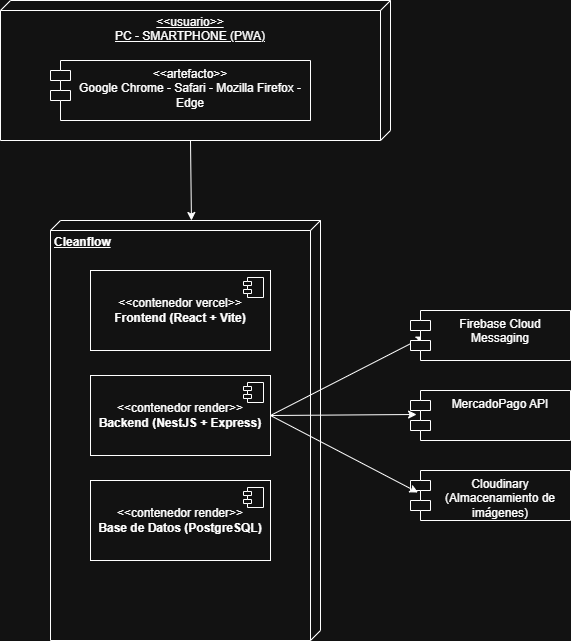 <<usuario>>
PC - SMARTPHONE (PWA)
<<artefacto>>
Google Chrome - Safari - Mozilla Firefox -
Edge
Cleanflow
<<contenedor vercel>>
Frontend (React + Vite)
<<contenedor render>>
Backend (NestJS + Express)
<<contenedor render>>
Base de Datos (PostgreSQL)
Firebase Cloud
Messaging
MercadoPago API
Cloudinary
(Almacenamiento de
imágenes)